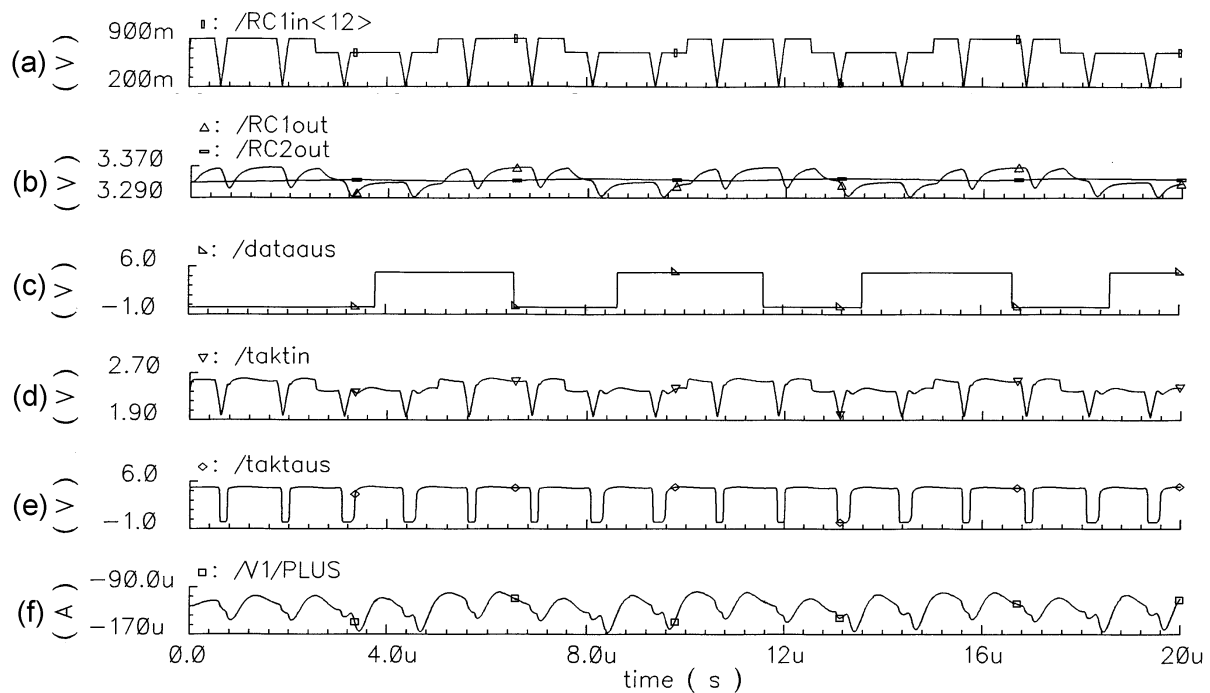 /RC1in<12>
(a) (V) 900m
200m
/RC1out
/RC2out
(b) (V) 3.370
3.290
/dataaus
(c) (V) 6.0
-1.0
/taktin
(d) (V) 2.70
1.90
/taktaus
(e) (V) 6.0
-1.0
/V1/PLUS
(f) (A) -90.0u
-170u
0.0 4.0u 8.0u 12u 16u 20u
time ( s )